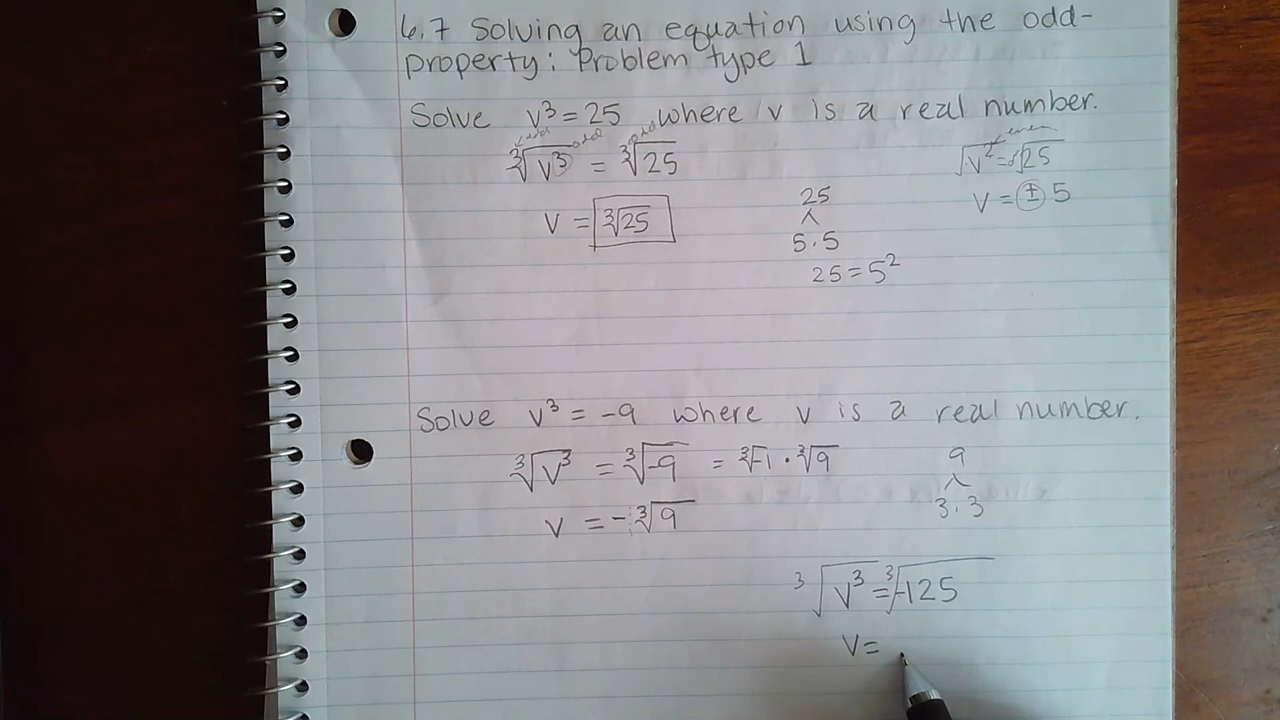 6.7 Solving an equation using the odd-
property: Problem type 1
Solve v³ = 25 where v is a real number.
∛v³ = ∛25
v = ∛25
25
5 · 5
25 = 5²
even
√v² = √25
v = ± 5
Solve v³ = -9 where v is a real number.
∛v³ = ∛-9 = ∛-1 · ∛9
v = -∛9
9
3 · 3
∛v³ = ∛-125
v =